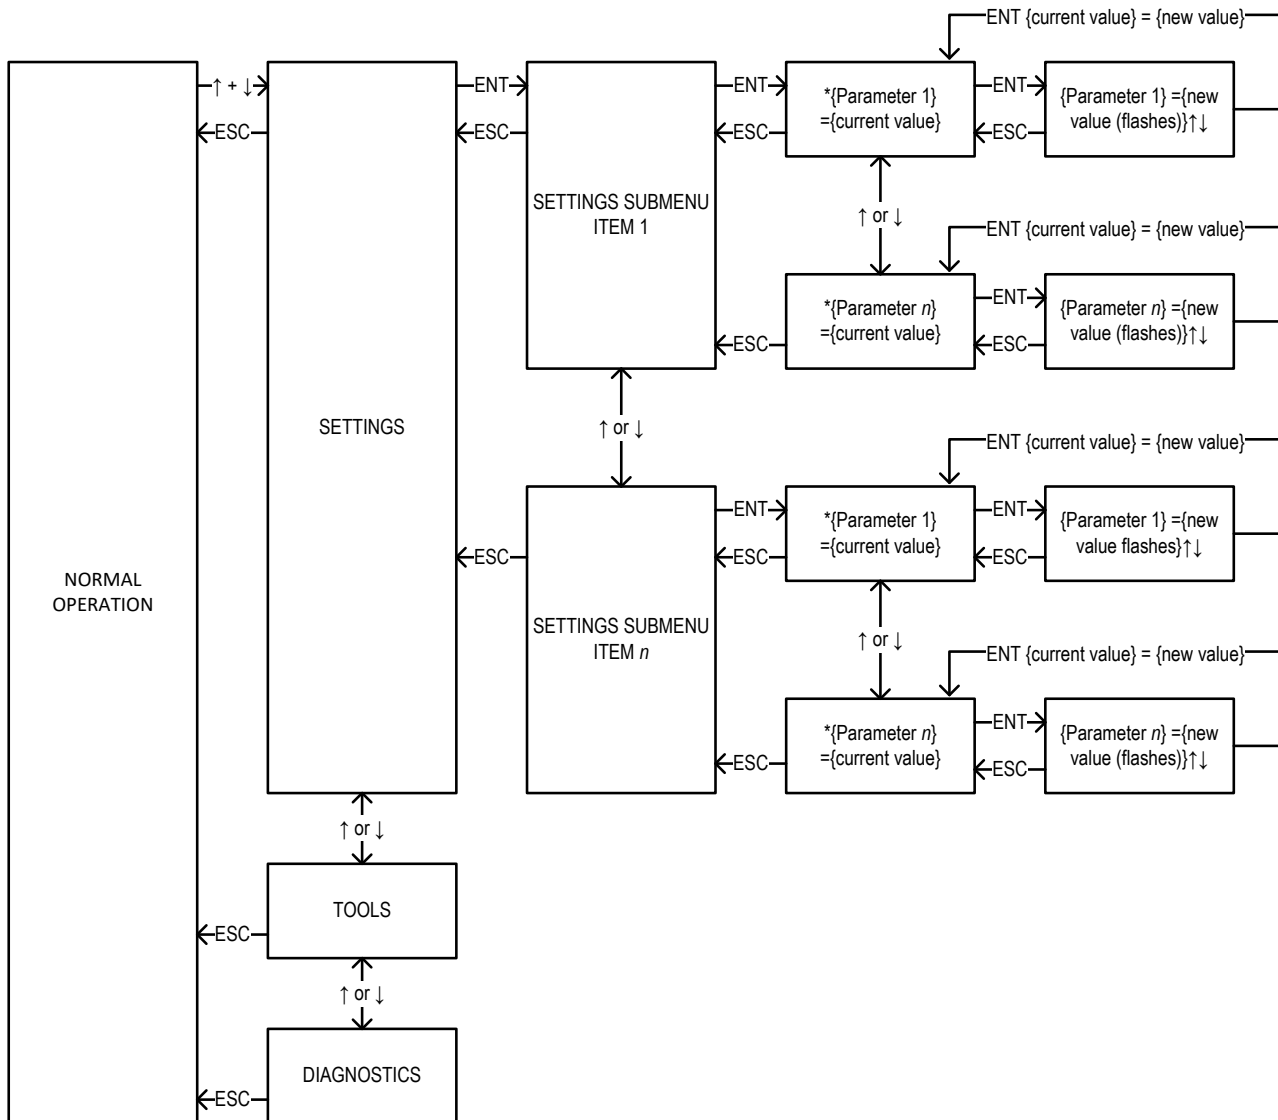 ENT {current value} = {new value}
↑ + ↓
ENT
ENT
*{Parameter 1}
={current value}
ENT
{Parameter 1} ={new
value (flashes)}↑↓
ESC
ESC
ESC
ESC
SETTINGS SUBMENU
ITEM 1
↑ or ↓
ENT {current value} = {new value}
*{Parameter n}
={current value}
ENT
{Parameter n} ={new
value (flashes)}↑↓
ESC
ESC
SETTINGS
↑ or ↓
ENT {current value} = {new value}
ENT
*{Parameter 1}
={current value}
ENT
{Parameter 1} ={new
value flashes}↑↓
ESC
ESC
ESC
NORMAL
OPERATION
SETTINGS SUBMENU
ITEM n
↑ or ↓
ENT {current value} = {new value}
*{Parameter n}
={current value}
ENT
{Parameter n} ={new
value (flashes)}↑↓
ESC
ESC
↑ or ↓
TOOLS
ESC
↑ or ↓
DIAGNOSTICS
ESC